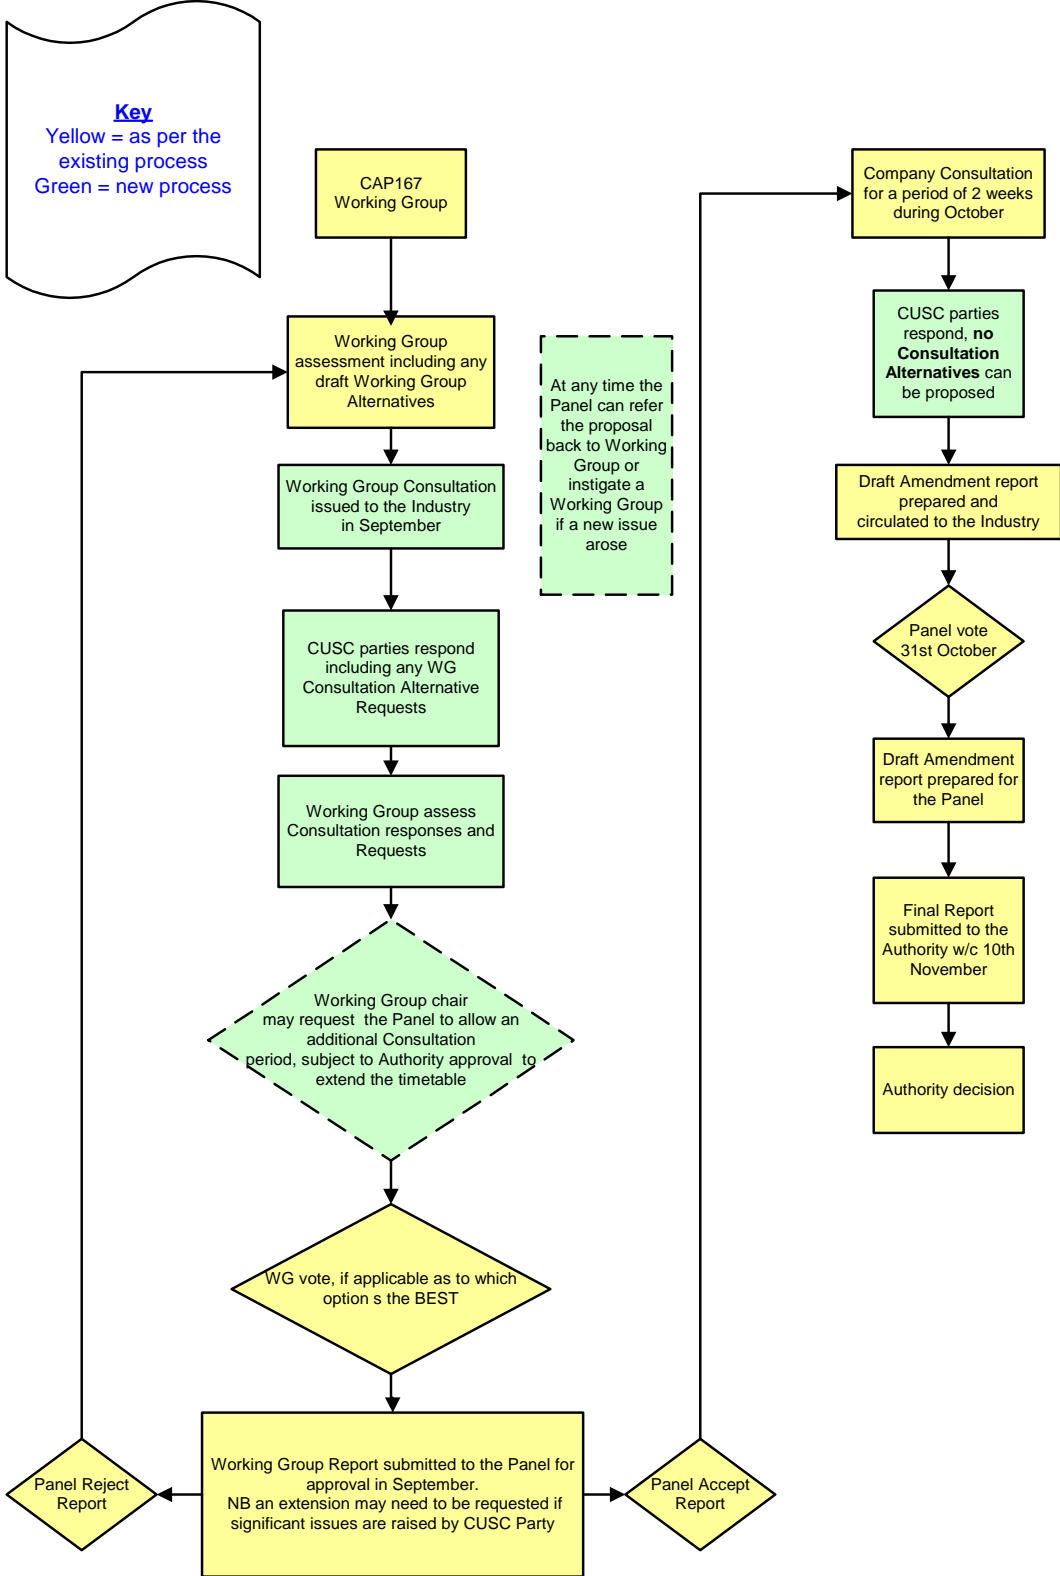 Key
Yellow = as per the
existing process
Green = new process
CAP167
Working Group
Working Group
assessment including any
draft Working Group
Alternatives
Working Group Consultation
issued to the Industry
in September
CUSC parties respond
including any WG
Consultation Alternative
Requests
Working Group assess
Consultation responses and
Requests
Working Group chair
may request the Panel to allow an
additional Consultation
period, subject to Authority approval to
extend the timetable
WG vote, if applicable as to which
option s the BEST
Working Group Report submitted to the Panel for
approval in September.
NB an extension may need to be requested if
significant issues are raised by CUSC Party
Panel Reject
Report
Panel Accept
Report
At any time the
Panel can refer
the proposal
back to Working
Group or
instigate a
Working Group
if a new issue
arose
Company Consultation
for a period of 2 weeks
during October
CUSC parties
respond, no
Consultation
Alternatives can
be proposed
Draft Amendment report
prepared and
circulated to the Industry
Panel vote
31st October
Draft Amendment
report prepared for
the Panel
Final Report
submitted to the
Authority w/c 10th
November
Authority decision